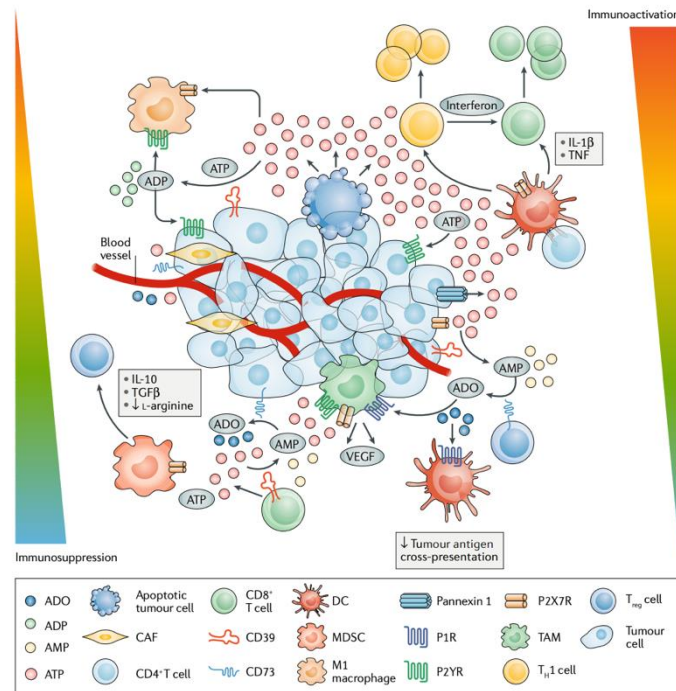 Immunoactivation
Interferon
• IL-1β
• TNF
ATP
ADP
ATP
Blood
vessel
• IL-10
• TGFβ
• ↓ L-arginine
AMP
ADO
ADO
AMP
VEGF
ATP
↓ Tumour antigen
cross-presentation
Immunosuppression
ADO
ADP
AMP
ATP
Apoptotic
tumour cell
CAF
CD4⁺T cell
CD8⁺
T cell
CD39
CD73
DC
MDSC
M1
macrophage
Pannexin 1
P1R
P2YR
P2X7R
TAM
T_H1 cell
T_reg cell
Tumour
cell